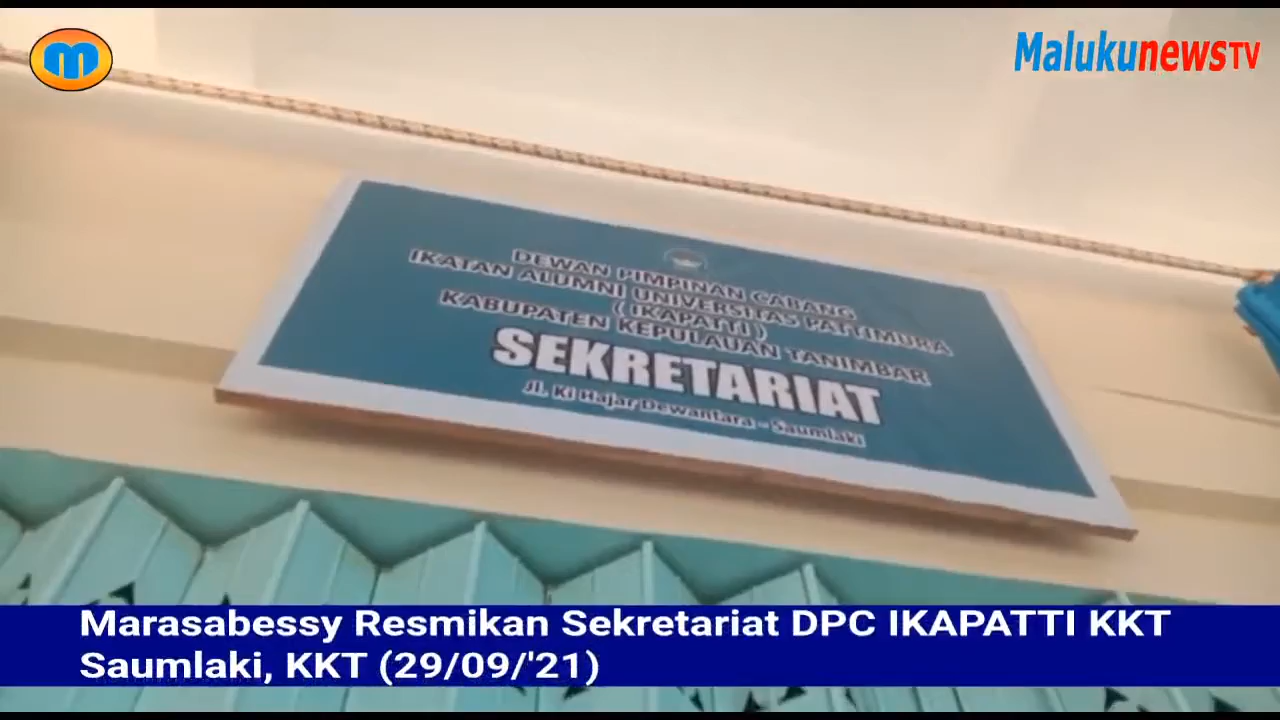 m
MalukunewsTV
DEWAN PIMPINAN CABANG
IKATAN ALUMNI UNIVERSITAS PATTIMURA
( IKAPATTI )
KABUPATEN KEPULAUAN TANIMBAR
SEKRETARIAT
Jl. Ki Hajar Dewantara - Saumlaki
Marasabessy Resmikan Sekretariat DPC IKAPATTI KKT
Saumlaki, KKT (29/09/'21)